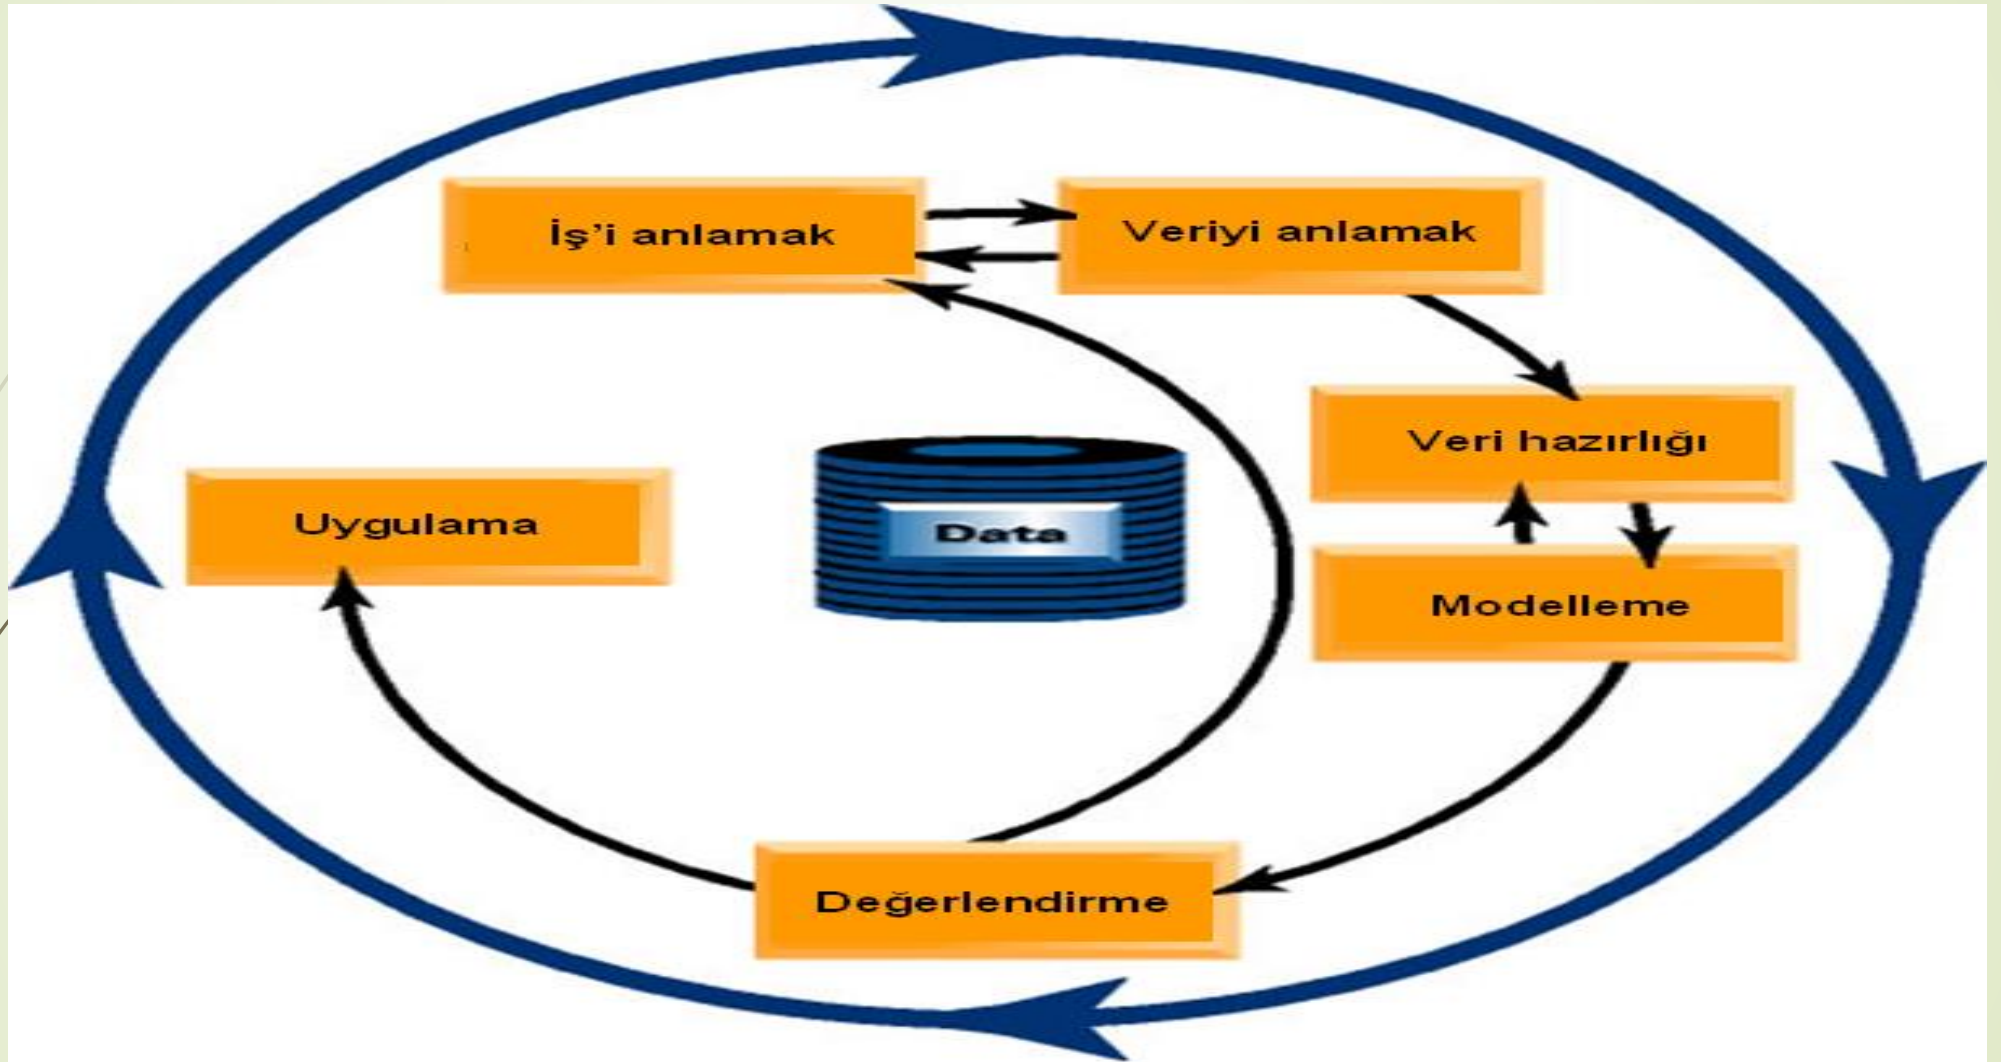 İş'i anlamak
Veriyi anlamak
Veri hazırlığı
Uygulama
Data
Modelleme
Değerlendirme